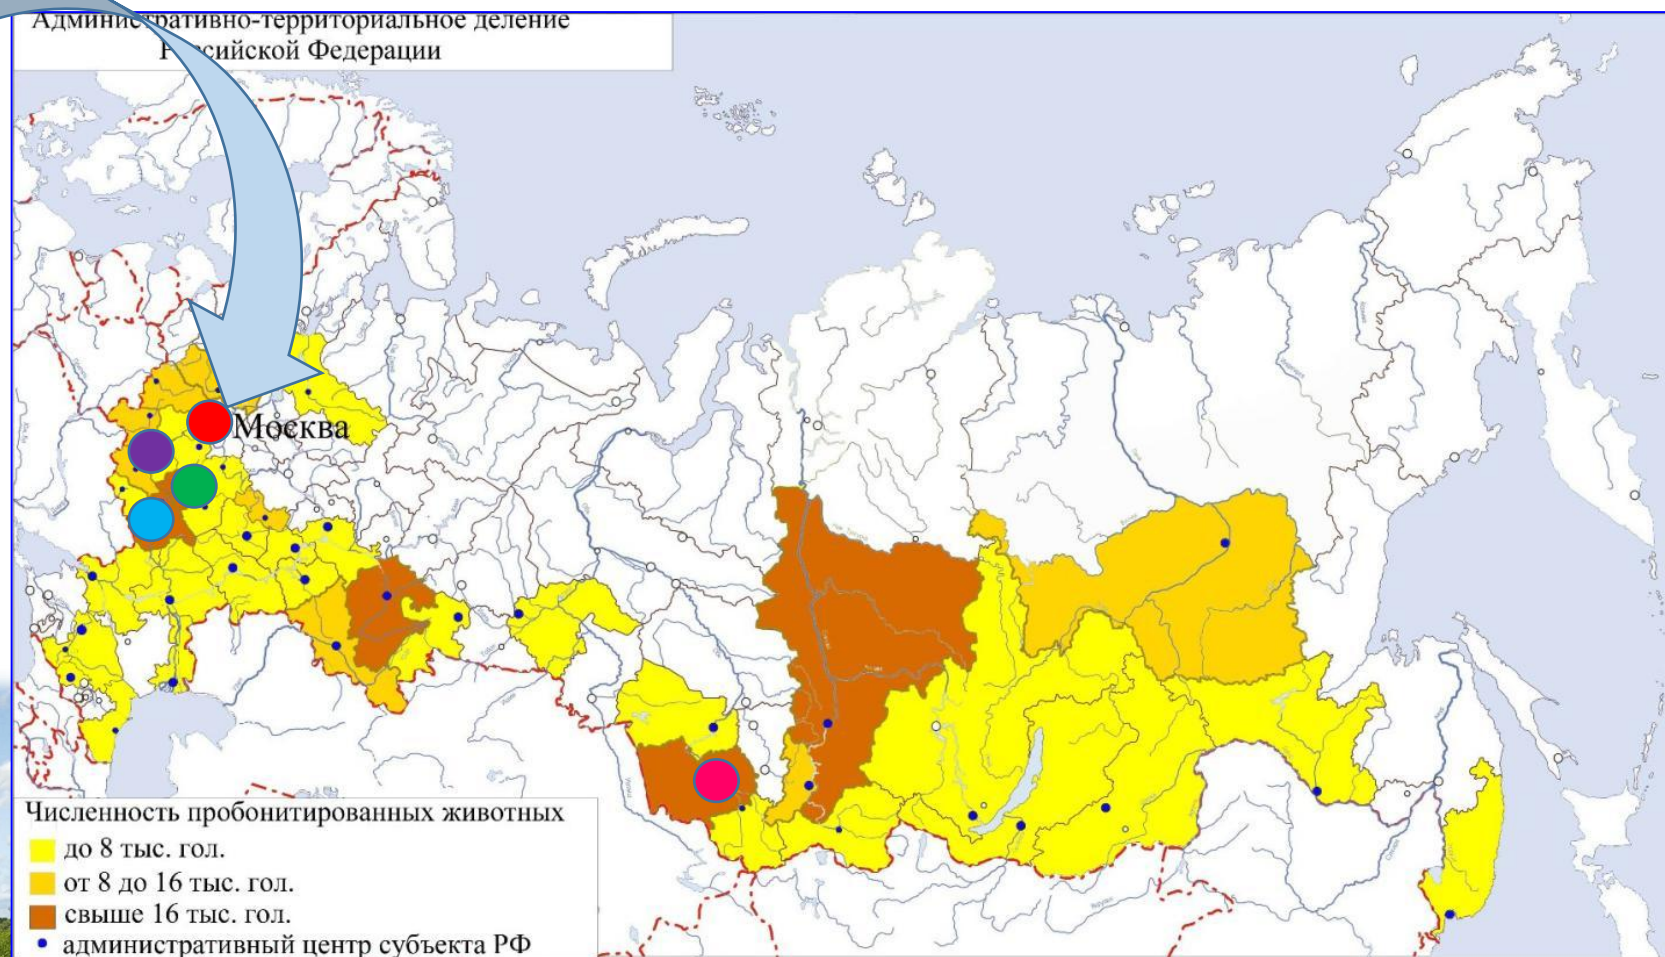 Административно-территориальное деление
Российской Федерации
Москва
Численность пробонитированных животных
до 8 тыс. гол.
от 8 до 16 тыс. гол.
свыше 16 тыс. гол.
административный центр субъекта РФ